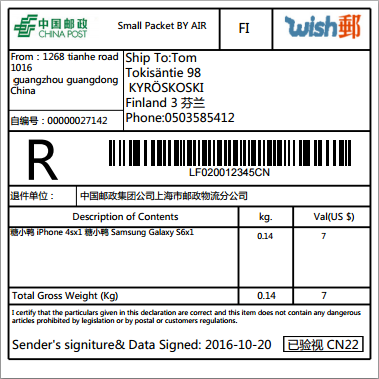 中国邮政
CHINA POST
Small Packet BY AIR
FI
wish邮
From：1268 tianhe road
1016
guangzhou guangdong
China
自编号：00000027142
Ship To:Tom
Tokisäntie 98
KYRÖSKOSKI
Finland 3 芬兰
Phone:0503585412
R
LF020012345CN
退件单位： 中国邮政集团公司上海市邮政物流分公司
Description of Contents kg. Val(US $)
糖小鸭 iPhone 4sx1 糖小鸭 Samsung Galaxy S6x1 0.14 7
Total Gross Weight (Kg) 0.14 7
I certify that the particulars given in this declaration are correct and this item does not contain any dangerous
articles prohibited by legislation or by postal or customers regulations.
Sender's signiture& Data Signed: 2016-10-20 已验视 CN22